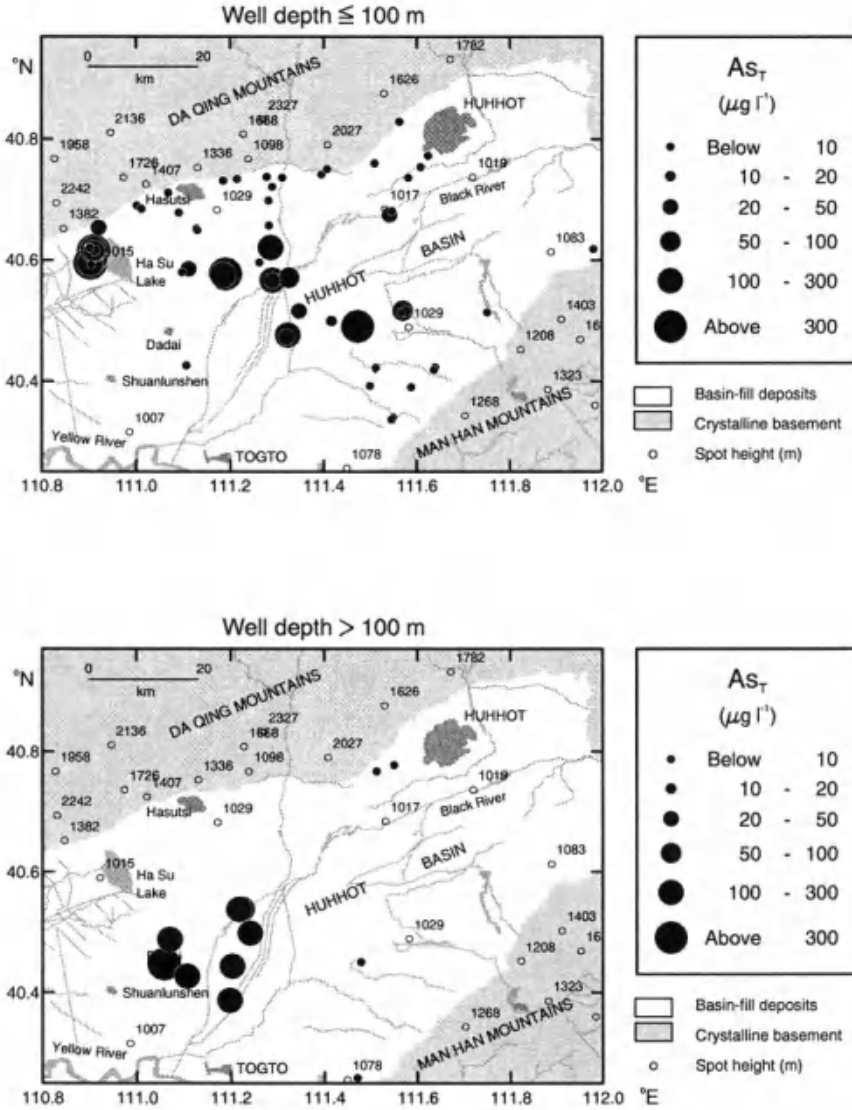 Well depth ≦ 100 m
0 20
km
°N
40.8
40.6
40.4
110.8 111.0 111.2 111.4 111.6 111.8 112.0 °E
DA QING MOUNTAINS
1782
1626
HUHHOT
2327
2136
1958
1336
1098
2027
1726
1407
2242
Hasutsi
1029
1382
1017
1019
Black River
BASIN
1083
1015
Ha Su
Lake
HUHHOT
1029
1403
1208
Dadai
Shuanlunshen
1323
1007
1268
MAN HAN MOUNTAINS
Yellow River
TOGTO
1078
As_T
(µg l⁻¹)
Below 10
10 - 20
20 - 50
50 - 100
100 - 300
Above 300
Basin-fill deposits
Crystalline basement
Spot height (m)
Well depth > 100 m
0 20
km
°N
40.8
40.6
40.4
110.8 111.0 111.2 111.4 111.6 111.8 112.0 °E
DA QING MOUNTAINS
1782
1626
HUHHOT
2327
2136
1958
1336
1098
2027
1726
1407
2242
Hasutsi
1029
1382
1017
1019
Black River
BASIN
1083
1015
Ha Su
Lake
HUHHOT
1029
1403
1208
Shuanlunshen
1323
1007
1268
MAN HAN MOUNTAINS
Yellow River
TOGTO
1078
As_T
(µg l⁻¹)
Below 10
10 - 20
20 - 50
50 - 100
100 - 300
Above 300
Basin-fill deposits
Crystalline basement
Spot height (m)